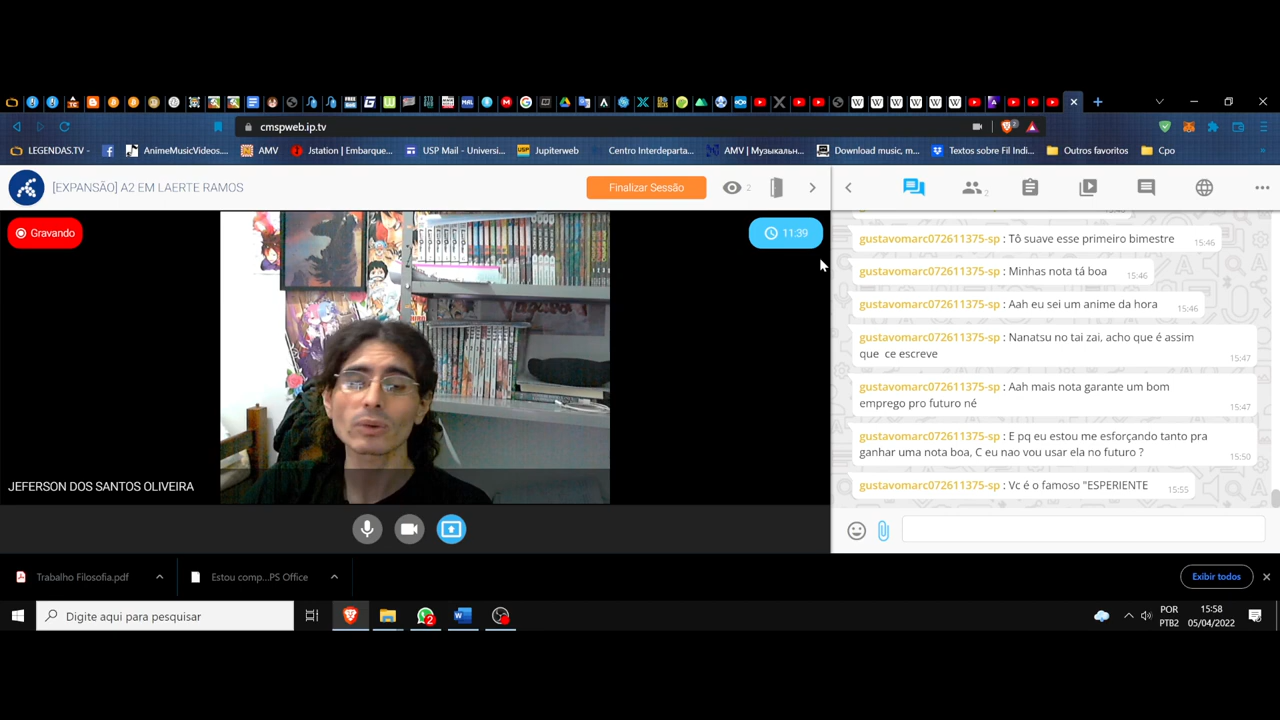 cmspweb.ip.tv
LEGENDAS.TV -
AnimeMusicVideos...
AMV
Jstation | Embarque...
USP Mail - Universi...
Jupiterweb
Centro Interdeparta...
AMV | Музыкальн...
Download music, m...
Textos sobre Fil Indi...
Outros favoritos
Cpo
[EXPANSÃO] A2 EM LAERTE RAMOS
Finalizar Sessão
2
2
Gravando
11:39
JEFERSON DOS SANTOS OLIVEIRA
gustavomarc072611375-sp : Tô suave esse primeiro bimestre 15:46
gustavomarc072611375-sp : Minhas nota tá boa 15:46
gustavomarc072611375-sp : Aah eu sei um anime da hora 15:46
gustavomarc072611375-sp : Nanatsu no tai zai, acho que é assim
que ce escreve 15:47
gustavomarc072611375-sp : Aah mais nota garante um bom
emprego pro futuro né 15:47
gustavomarc072611375-sp : E pq eu estou me esforçando tanto pra
ganhar uma nota boa, C eu nao vou usar ela no futuro ? 15:50
gustavomarc072611375-sp : Vc é o famoso "ESPERIENTE 15:55
Trabalho Filosofia.pdf
Estou comp...PS Office
Exibir todos
Digite aqui para pesquisar
2
POR
PTB2
15:58
05/04/2022